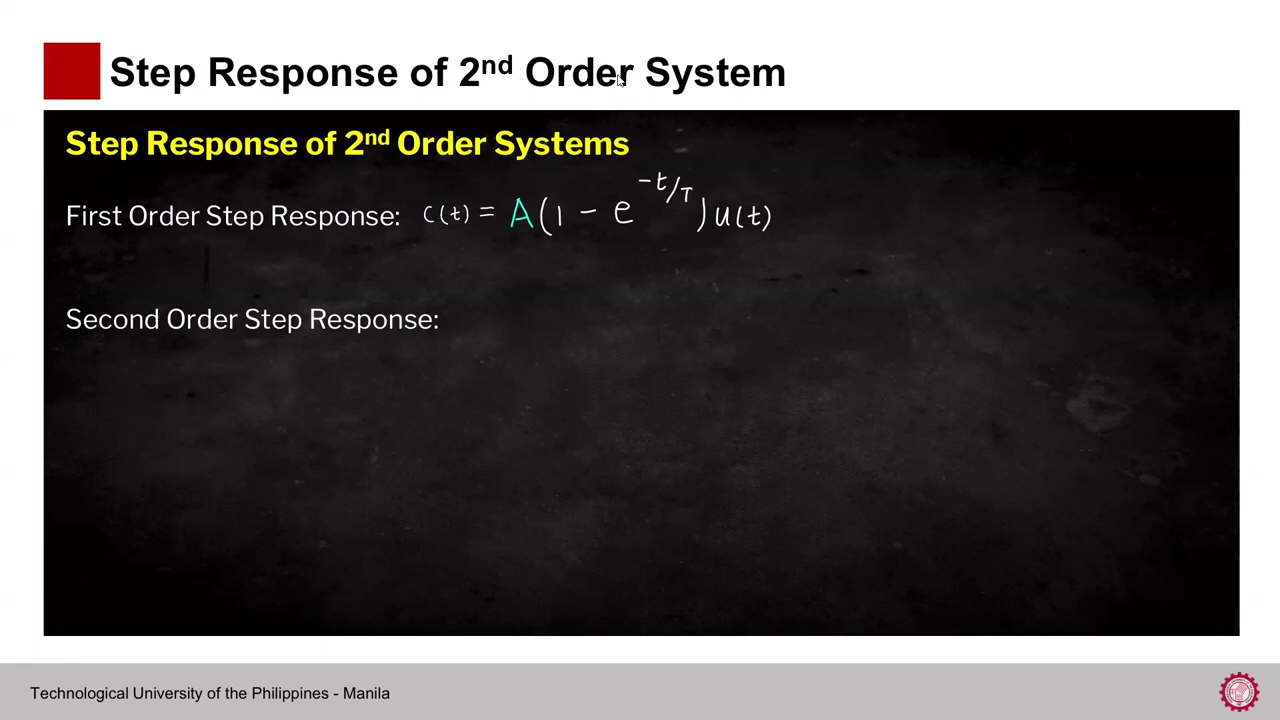 Step Response of 2nd Order System
Step Response of 2nd Order Systems
First Order Step Response: c(t) = A(1 - e^{-t/T})u(t)
Second Order Step Response:
Technological University of the Philippines - Manila